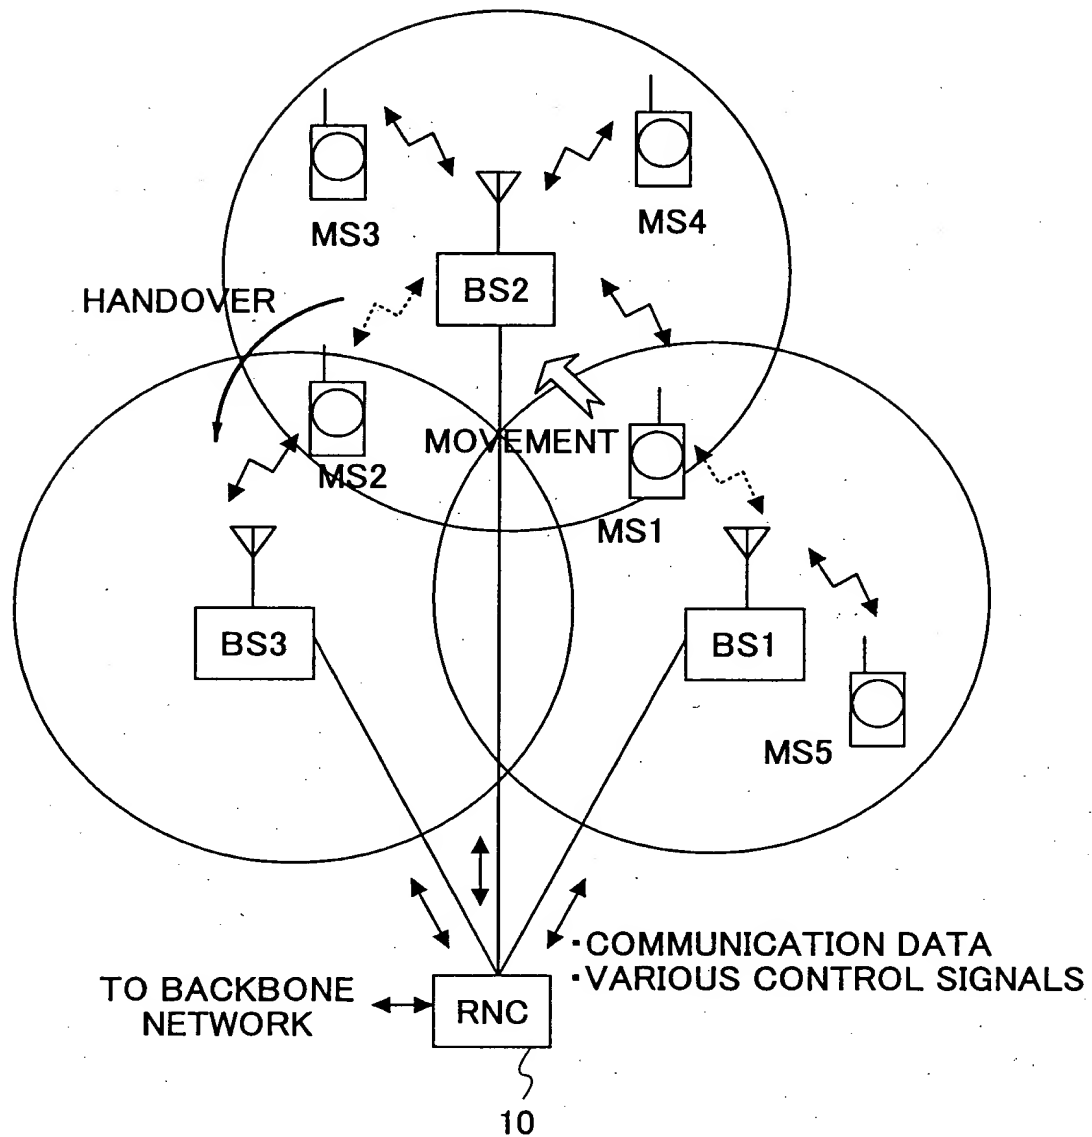 MS3
MS4
BS2
HANDOVER
MOVEMENT
MS2
MS1
BS3
BS1
MS5
・COMMUNICATION DATA
・VARIOUS CONTROL SIGNALS
TO BACKBONE
NETWORK
RNC
10